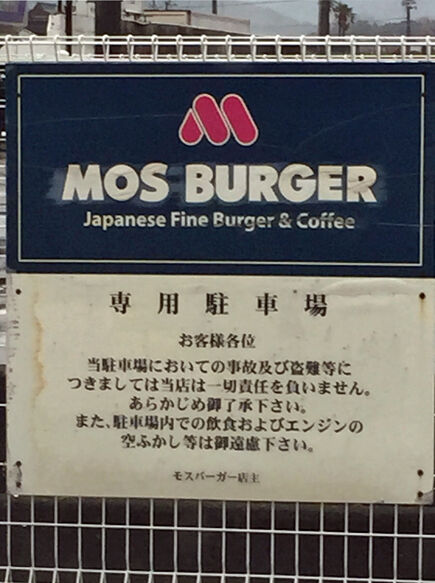 MOS BURGER
Japanese Fine Burger & Coffee
専用駐車場
お客様各位
当駐車場においての事故及び盗難等に
つきましては当店は一切責任を負いません。
あらかじめ御了承下さい。
また、駐車場内での飲食およびエンジンの
空ふかし等は御遠慮下さい。
モスバーガー店主